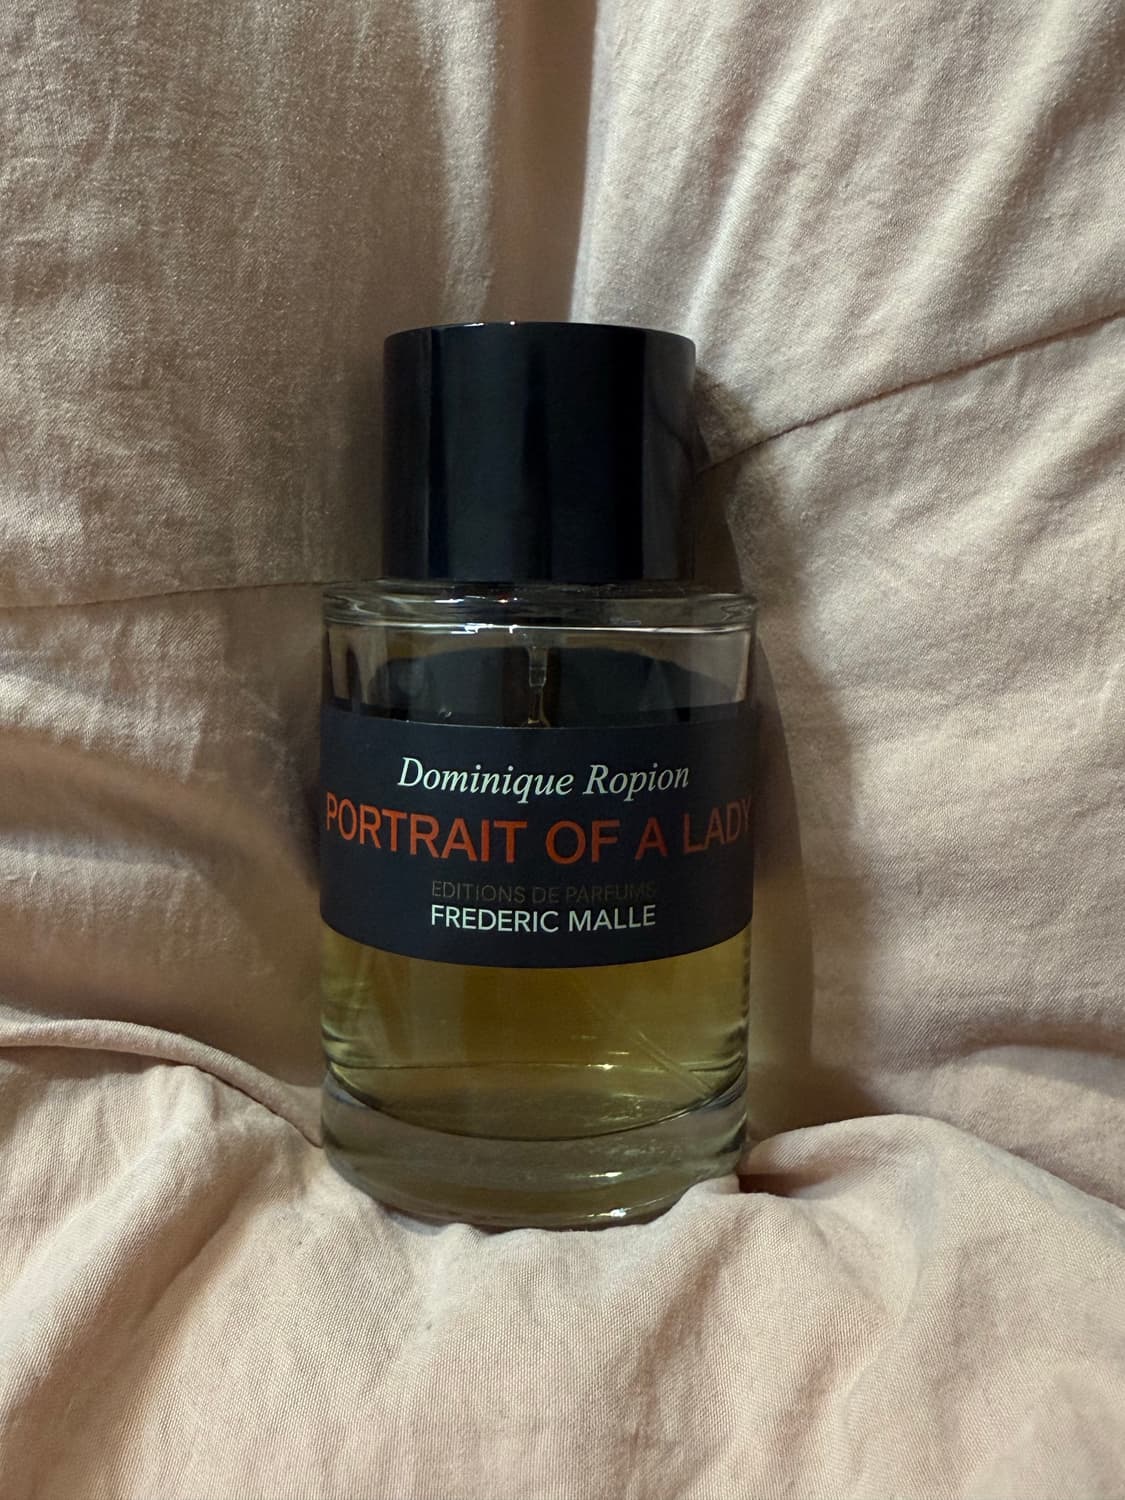 Dominique Ropion
PORTRAIT OF A LADY
EDITIONS DE PARFUMS
FREDERIC MALLE